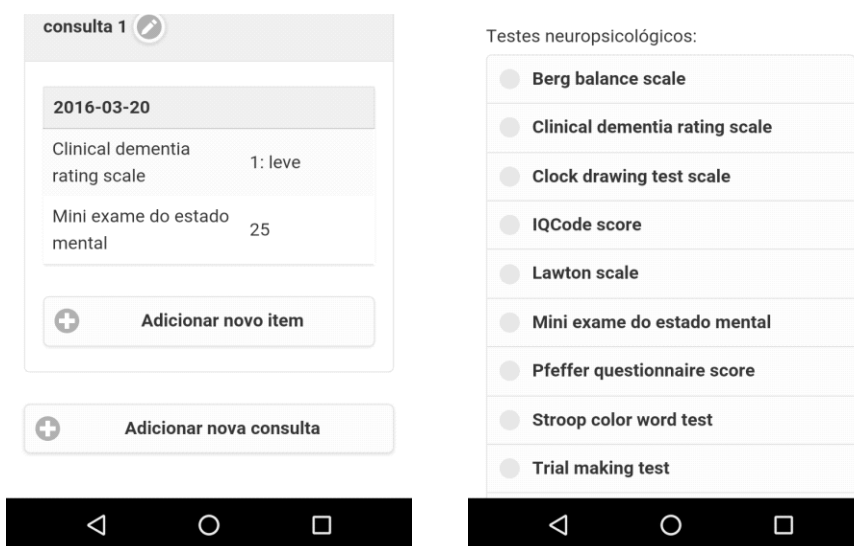 consulta 1
2016-03-20
Clinical dementia
rating scale
1: leve
Mini exame do estado
mental
25
Adicionar novo item
Adicionar nova consulta
Testes neuropsicológicos:
Berg balance scale
Clinical dementia rating scale
Clock drawing test scale
IQCode score
Lawton scale
Mini exame do estado mental
Pfeffer questionnaire score
Stroop color word test
Trial making test